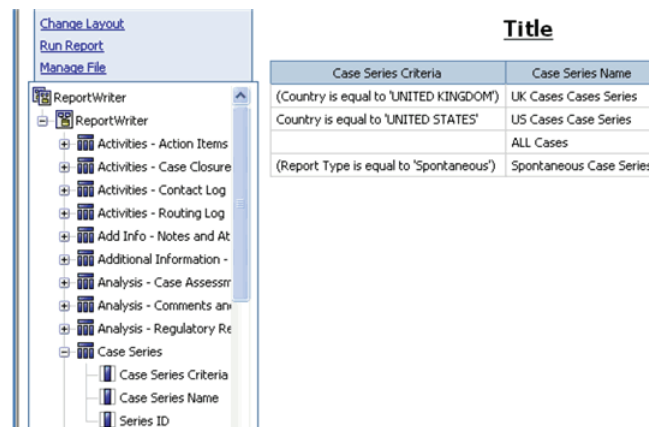 Change Layout
Run Report
Manage File
ReportWriter
ReportWriter
Activities - Action Items
Activities - Case Closure
Activities - Contact Log
Activities - Routing Log
Add Info - Notes and At
Additional Information -
Analysis - Case Assessm
Analysis - Comments an
Analysis - Regulatory Re
Case Series
Case Series Criteria
Case Series Name
Series ID
Title
Case Series Criteria Case Series Name
(Country is equal to 'UNITED KINGDOM') UK Cases Cases Series
Country is equal to 'UNITED STATES' US Cases Case Series
ALL Cases
(Report Type is equal to 'Spontaneous') Spontaneous Case Series